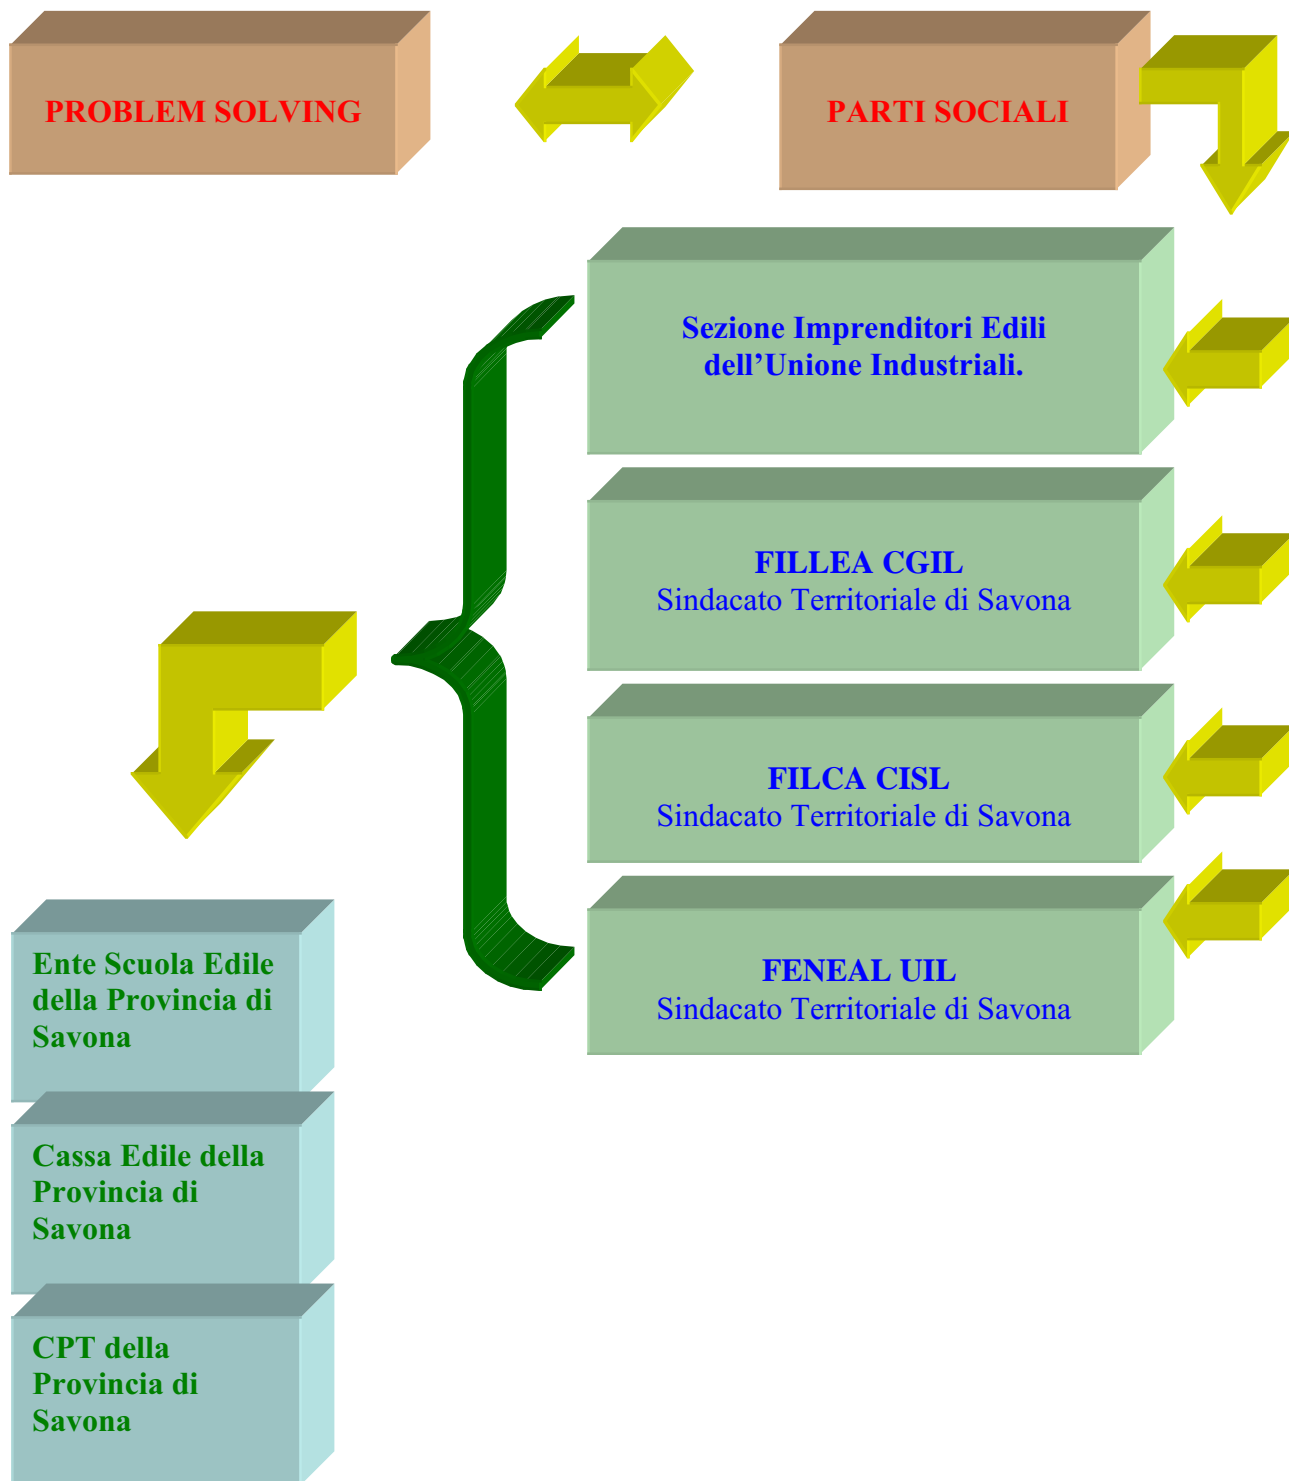 PROBLEM SOLVING
PARTI SOCIALI
Sezione Imprenditori Edili
dell’Unione Industriali.
FILLEA CGIL
Sindacato Territoriale di Savona
FILCA CISL
Sindacato Territoriale di Savona
FENEAL UIL
Sindacato Territoriale di Savona
Ente Scuola Edile
della Provincia di
Savona
Cassa Edile della
Provincia di
Savona
CPT della
Provincia di
Savona